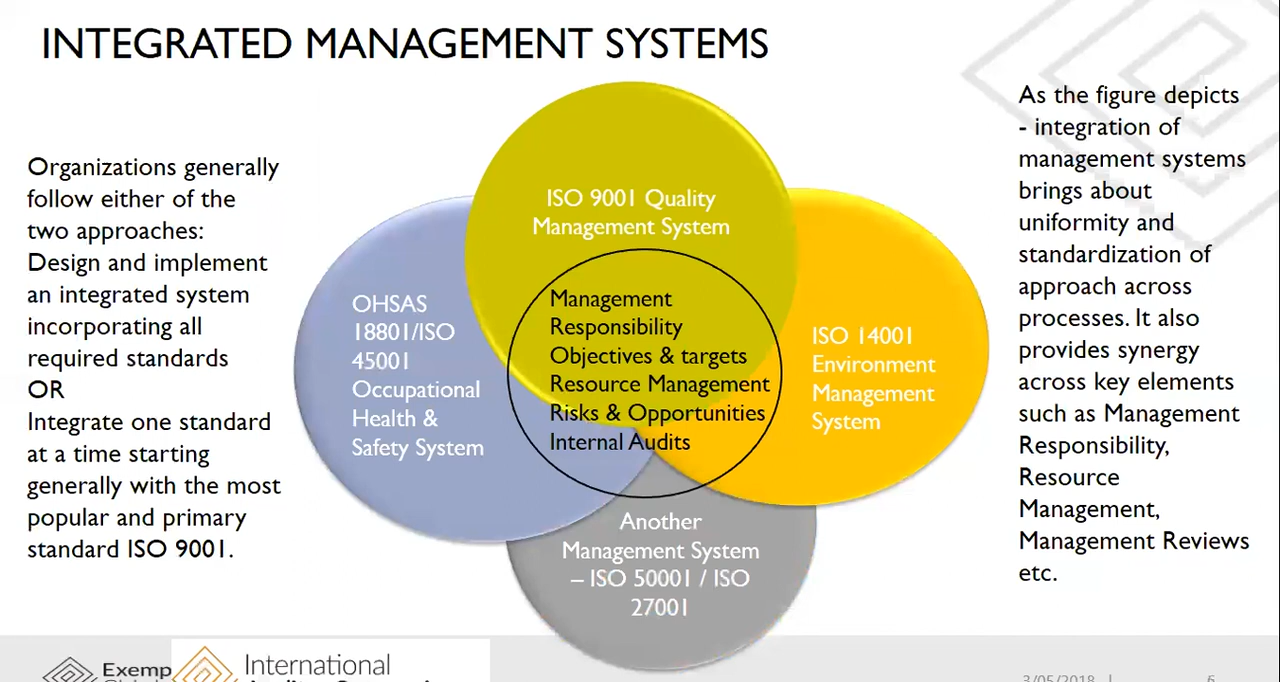 INTEGRATED MANAGEMENT SYSTEMS
Organizations generally
follow either of the
two approaches:
Design and implement
an integrated system
incorporating all
required standards
OR
Integrate one standard
at a time starting
generally with the most
popular and primary
standard ISO 9001.
ISO 9001 Quality
Management System
OHSAS
18801/ISO
45001
Occupational
Health &
Safety System
Management
Responsibility
Objectives & targets
Resource Management
Risks & Opportunities
Internal Audits
ISO 14001
Environment
Management
System
Another
Management System
– ISO 50001 / ISO
27001
As the figure depicts
- integration of
management systems
brings about
uniformity and
standardization of
approach across
processes. It also
provides synergy
across key elements
such as Management
Responsibility,
Resource
Management,
Management Reviews
etc.
Exemp
International
3/05/2018 |
6